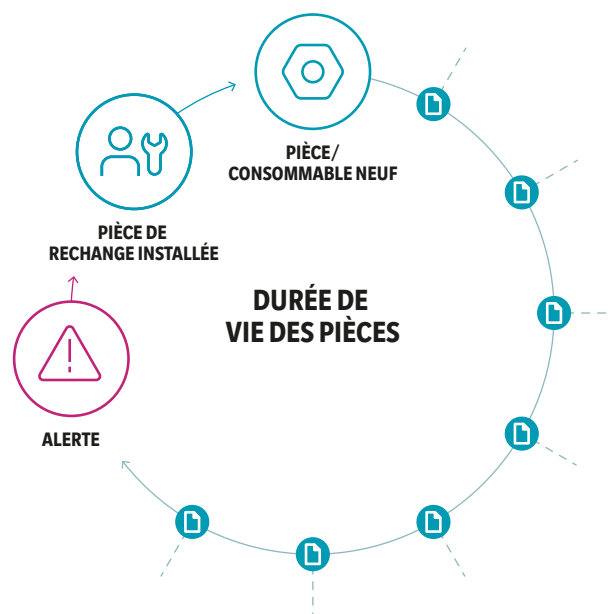 PIÈCE/
CONSOMMABLE NEUF
PIÈCE DE
RECHANGE INSTALLÉE
DURÉE DE
VIE DES PIÈCES
ALERTE